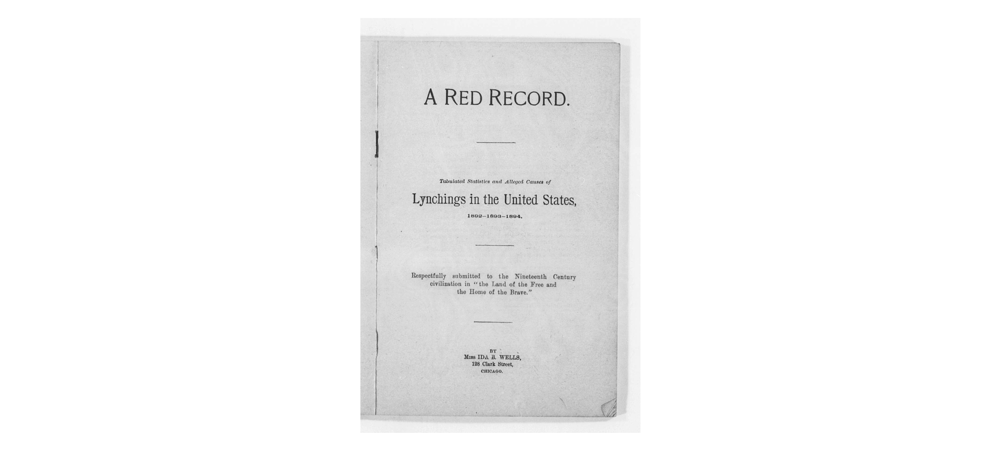 A RED RECORD.
Tabulated Statistics and Alleged Causes of
Lynchings in the United States,
1892–1893–1894.
Respectfully submitted to the Nineteenth Century
civilization in “the Land of the Free and
the Home of the Brave.”
BY
Miss IDA B. WELLS,
128 Clark Street,
CHICAGO.